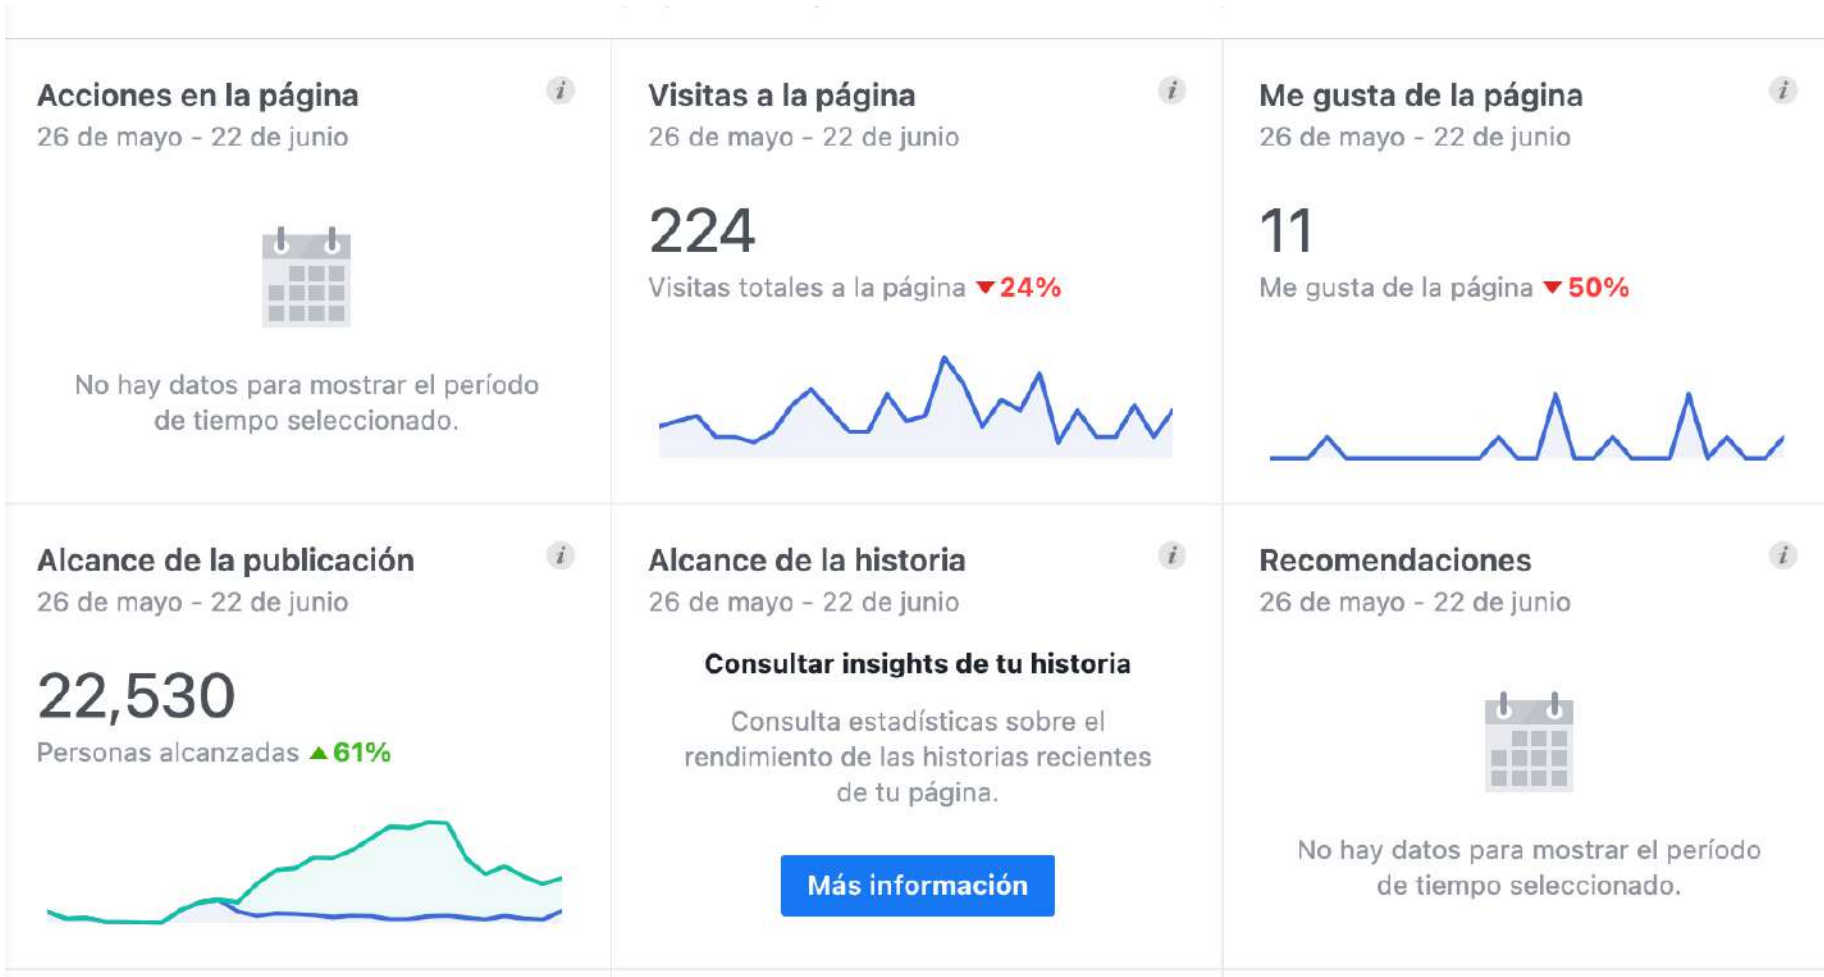 Acciones en la página
26 de mayo - 22 de junio
No hay datos para mostrar el período
de tiempo seleccionado.
Visitas a la página
26 de mayo - 22 de junio
224
Visitas totales a la página ▼24%
Me gusta de la página
26 de mayo - 22 de junio
11
Me gusta de la página ▼50%
Alcance de la publicación
26 de mayo - 22 de junio
22,530
Personas alcanzadas ▲61%
Alcance de la historia
26 de mayo - 22 de junio
Consultar insights de tu historia
Consulta estadísticas sobre el
rendimiento de las historias recientes
de tu página.
Más información
Recomendaciones
26 de mayo - 22 de junio
No hay datos para mostrar el período
de tiempo seleccionado.